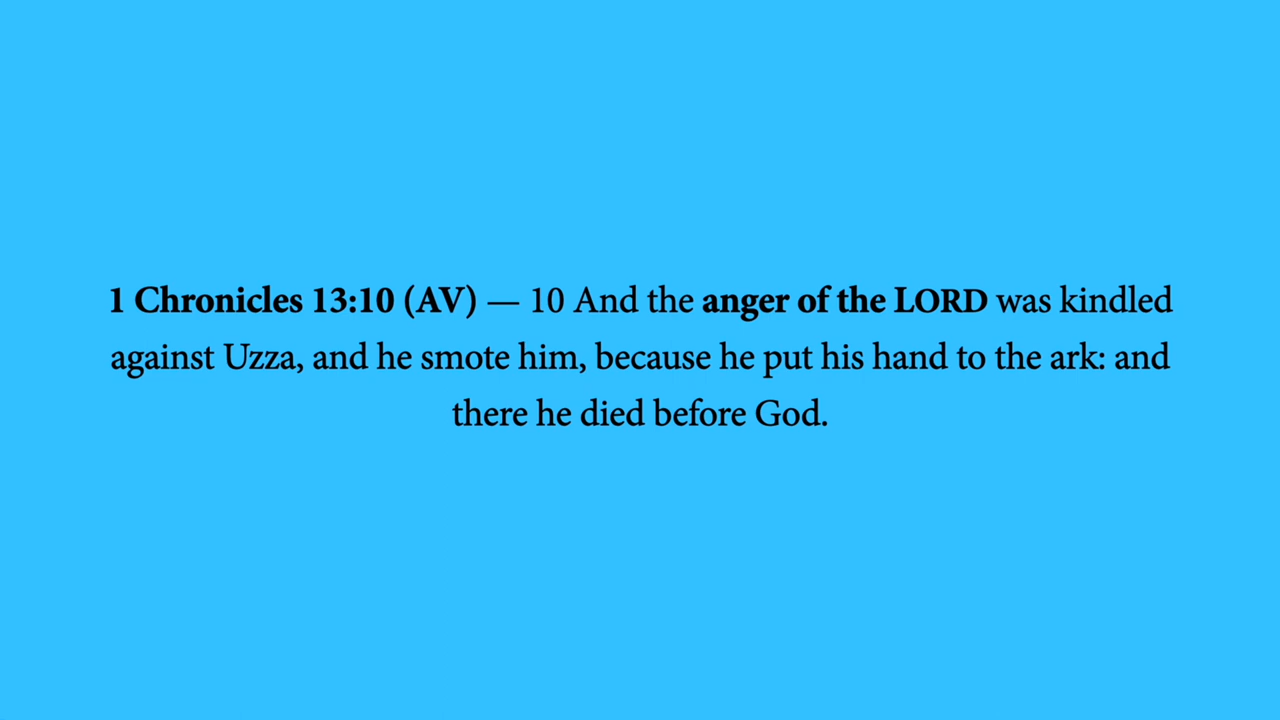 1 Chronicles 13:10 (AV) — 10 And the anger of the LORD was kindled
against Uzza, and he smote him, because he put his hand to the ark: and
there he died before God.